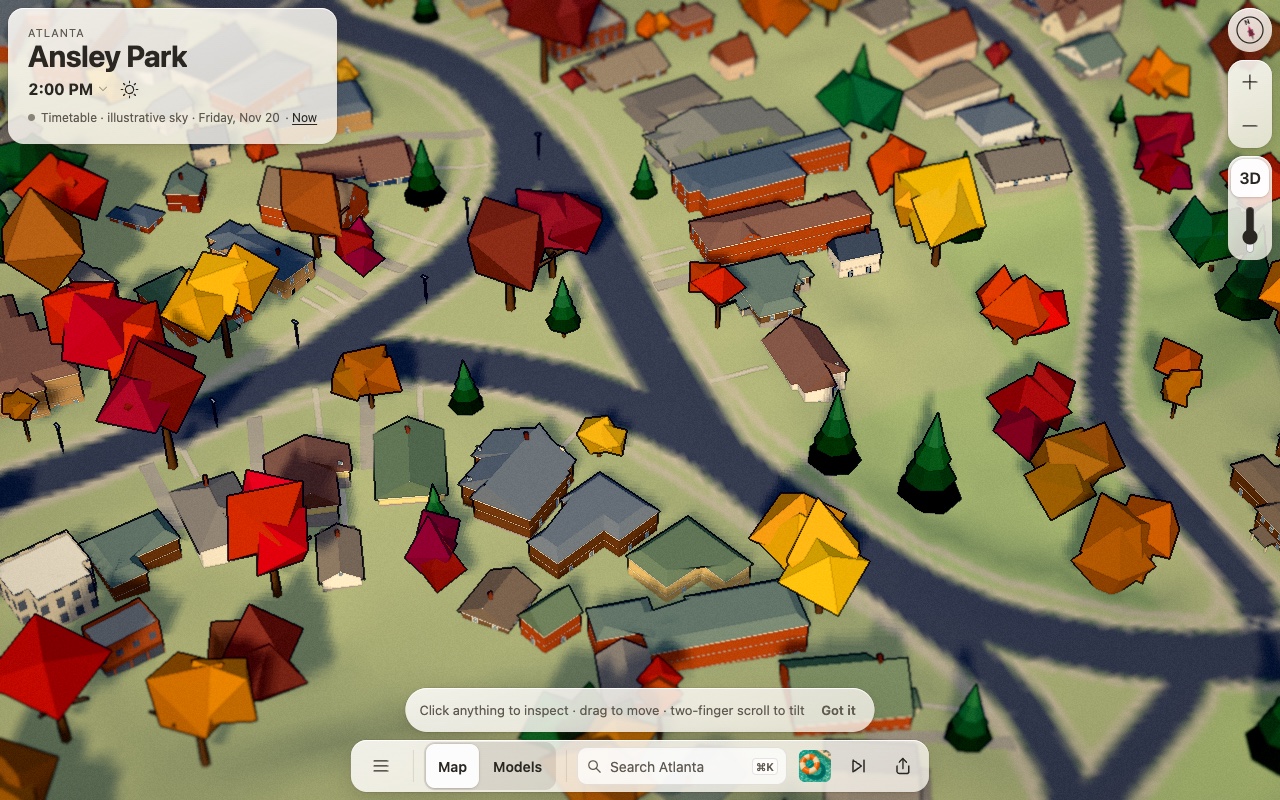 ATLANTA
Ansley Park
2:00 PM
Timetable · illustrative sky · Friday, Nov 20 · Now
N
+
−
3D
Click anything to inspect · drag to move · two-finger scroll to tilt Got it
Map Models Search Atlanta ⌘K